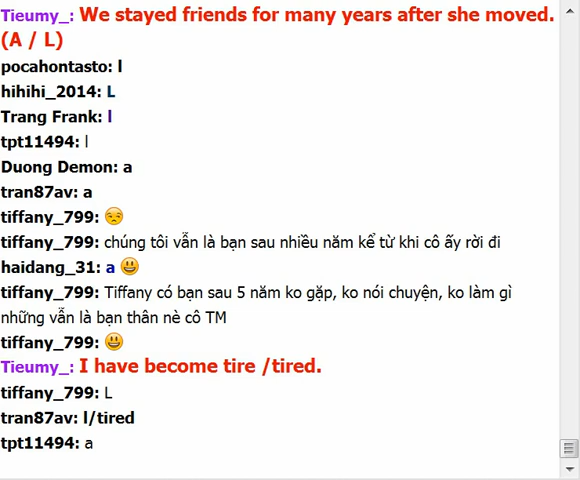 Tieumy_: We stayed friends for many years after she moved.
(A / L)
pocahontasto: l
hihihi_2014: L
Trang Frank: l
tpt11494: l
Duong Demon: a
tran87av: a
tiffany_799: 😒
tiffany_799: chúng tôi vẫn là bạn sau nhiều năm kể từ khi cô ấy rời đi
haidang_31: a 😃
tiffany_799: Tiffany có bạn sau 5 năm ko gặp, ko nói chuyện, ko làm gì
những vẫn là bạn thân nè cô TM
tiffany_799: 😃
Tieumy_: I have become tire /tired.
tiffany_799: L
tran87av: l/tired
tpt11494: a